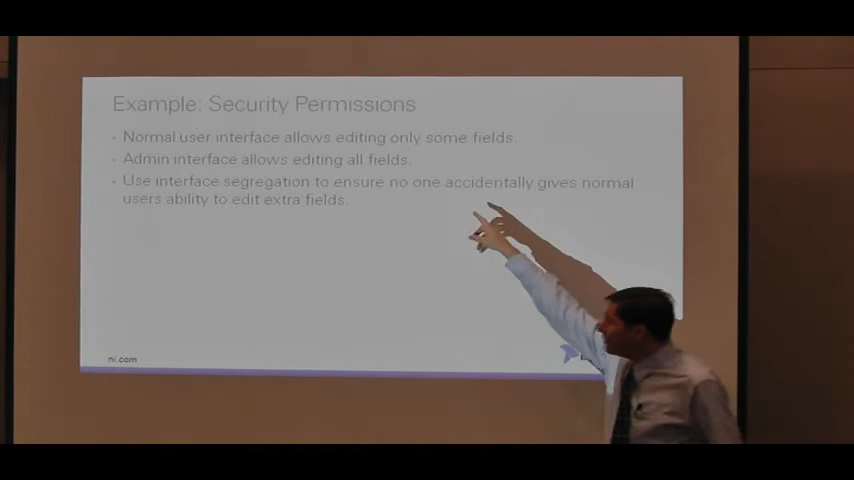 Example: Security Permissions
Normal user interface allows editing only some fields.
Admin interface allows editing all fields.
Use interface segregation to ensure no one accidentally gives normal
users ability to edit extra fields.
ni.com